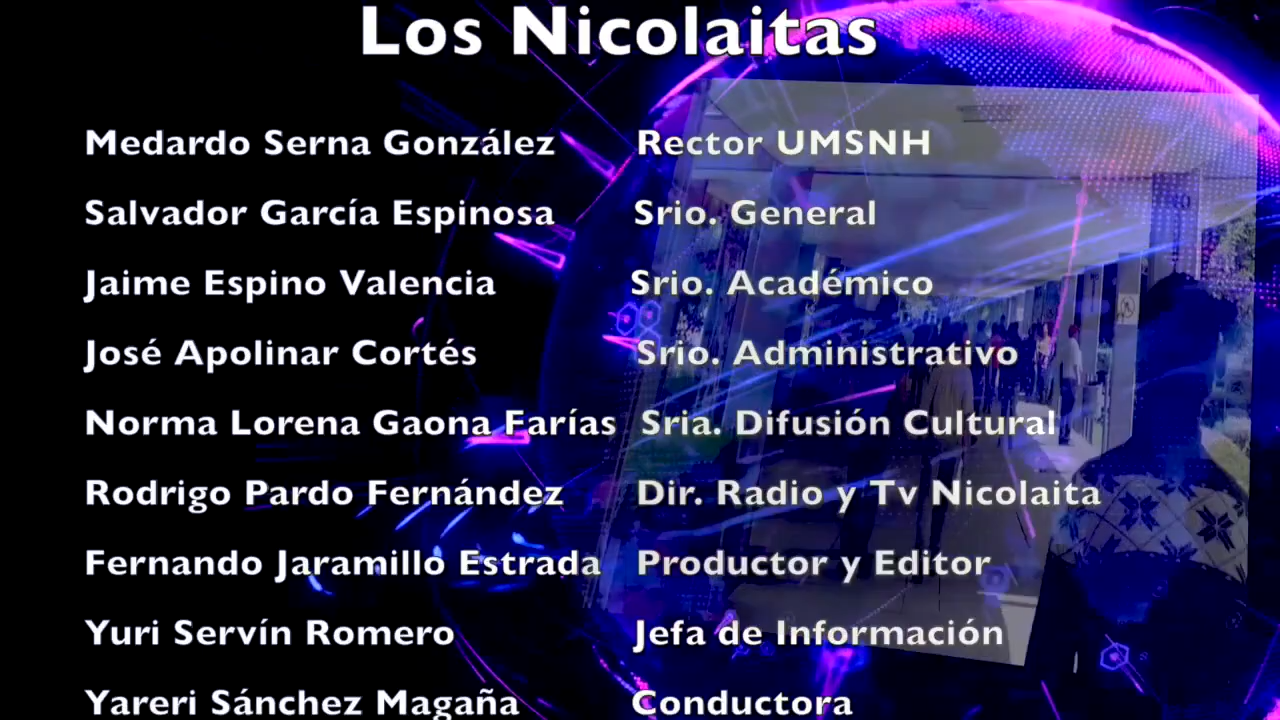 Los Nicolaitas
Medardo Serna González Rector UMSNH
Salvador García Espinosa Srio. General
Jaime Espino Valencia Srio. Académico
José Apolinar Cortés Srio. Administrativo
Norma Lorena Gaona Farías Sria. Difusión Cultural
Rodrigo Pardo Fernández Dir. Radio y Tv Nicolaita
Fernando Jaramillo Estrada Productor y Editor
Yuri Servín Romero Jefa de Información
Yareri Sánchez Magaña Conductora